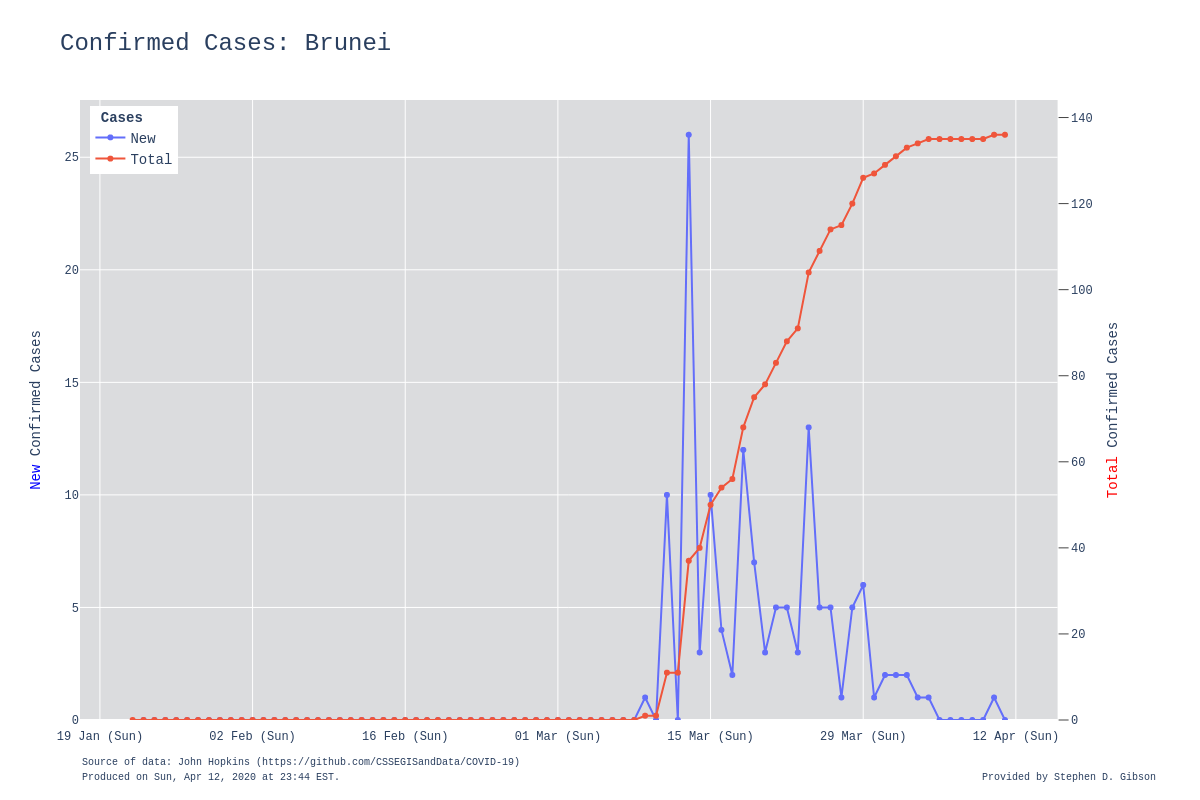 Confirmed Cases: Brunei
Cases
New
Total
25
20
15
10
5
0
140
120
100
80
60
40
20
0
New Confirmed Cases
Total Confirmed Cases
19 Jan (Sun) 02 Feb (Sun) 16 Feb (Sun) 01 Mar (Sun) 15 Mar (Sun) 29 Mar (Sun) 12 Apr (Sun)
Source of data: John Hopkins (https://github.com/CSSEGISandData/COVID-19)
Produced on Sun, Apr 12, 2020 at 23:44 EST.
Provided by Stephen D. Gibson